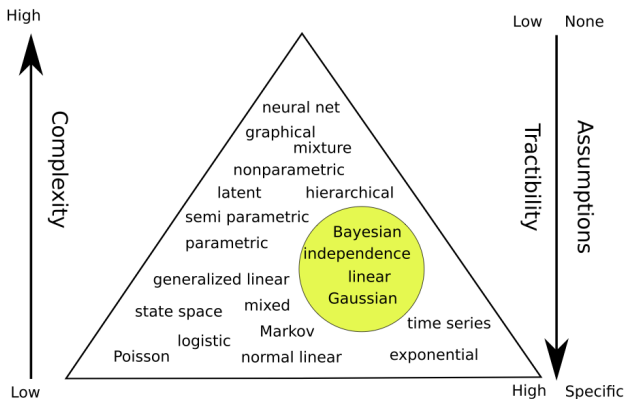 High
Low None
Complexity
Tractibility
Assumptions
neural net
graphical
mixture
nonparametric
latent hierarchical
semi parametric
parametric
Bayesian
independence
linear
Gaussian
generalized linear
state space
mixed
Markov
time series
logistic
Poisson
normal linear
exponential
Low
High Specific